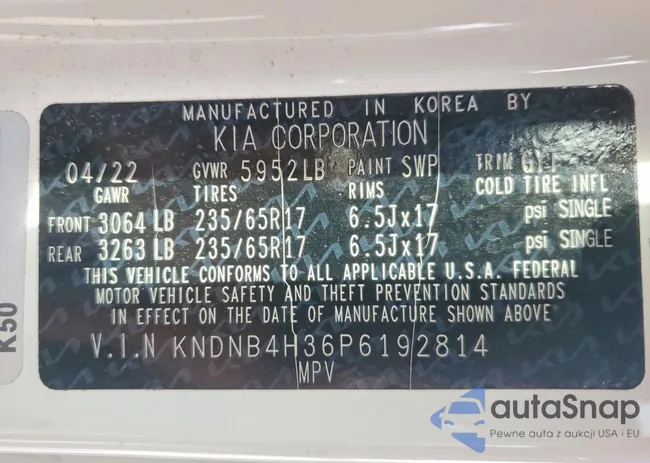 MANUFACTURED IN KOREA BY
KIA CORPORATION
04/22 GVWR 5952LB PAINT SWP TRIM
GAWR TIRES RIMS COLD TIRE INFL
FRONT 3064 LB 235/65R17 6.5Jx17 psi SINGLE
REAR 3263 LB 235/65R17 6.5Jx17 psi SINGLE
THIS VEHICLE CONFORMS TO ALL APPLICABLE U.S.A. FEDERAL
MOTOR VEHICLE SAFETY AND THEFT PREVENTION STANDARDS
IN EFFECT ON THE DATE OF MANUFACTURE SHOWN ABOVE
V.I.N KNDNB4H36P6192814
MPV
K50
autaSnap
Pewne auta z aukcji USA i EU